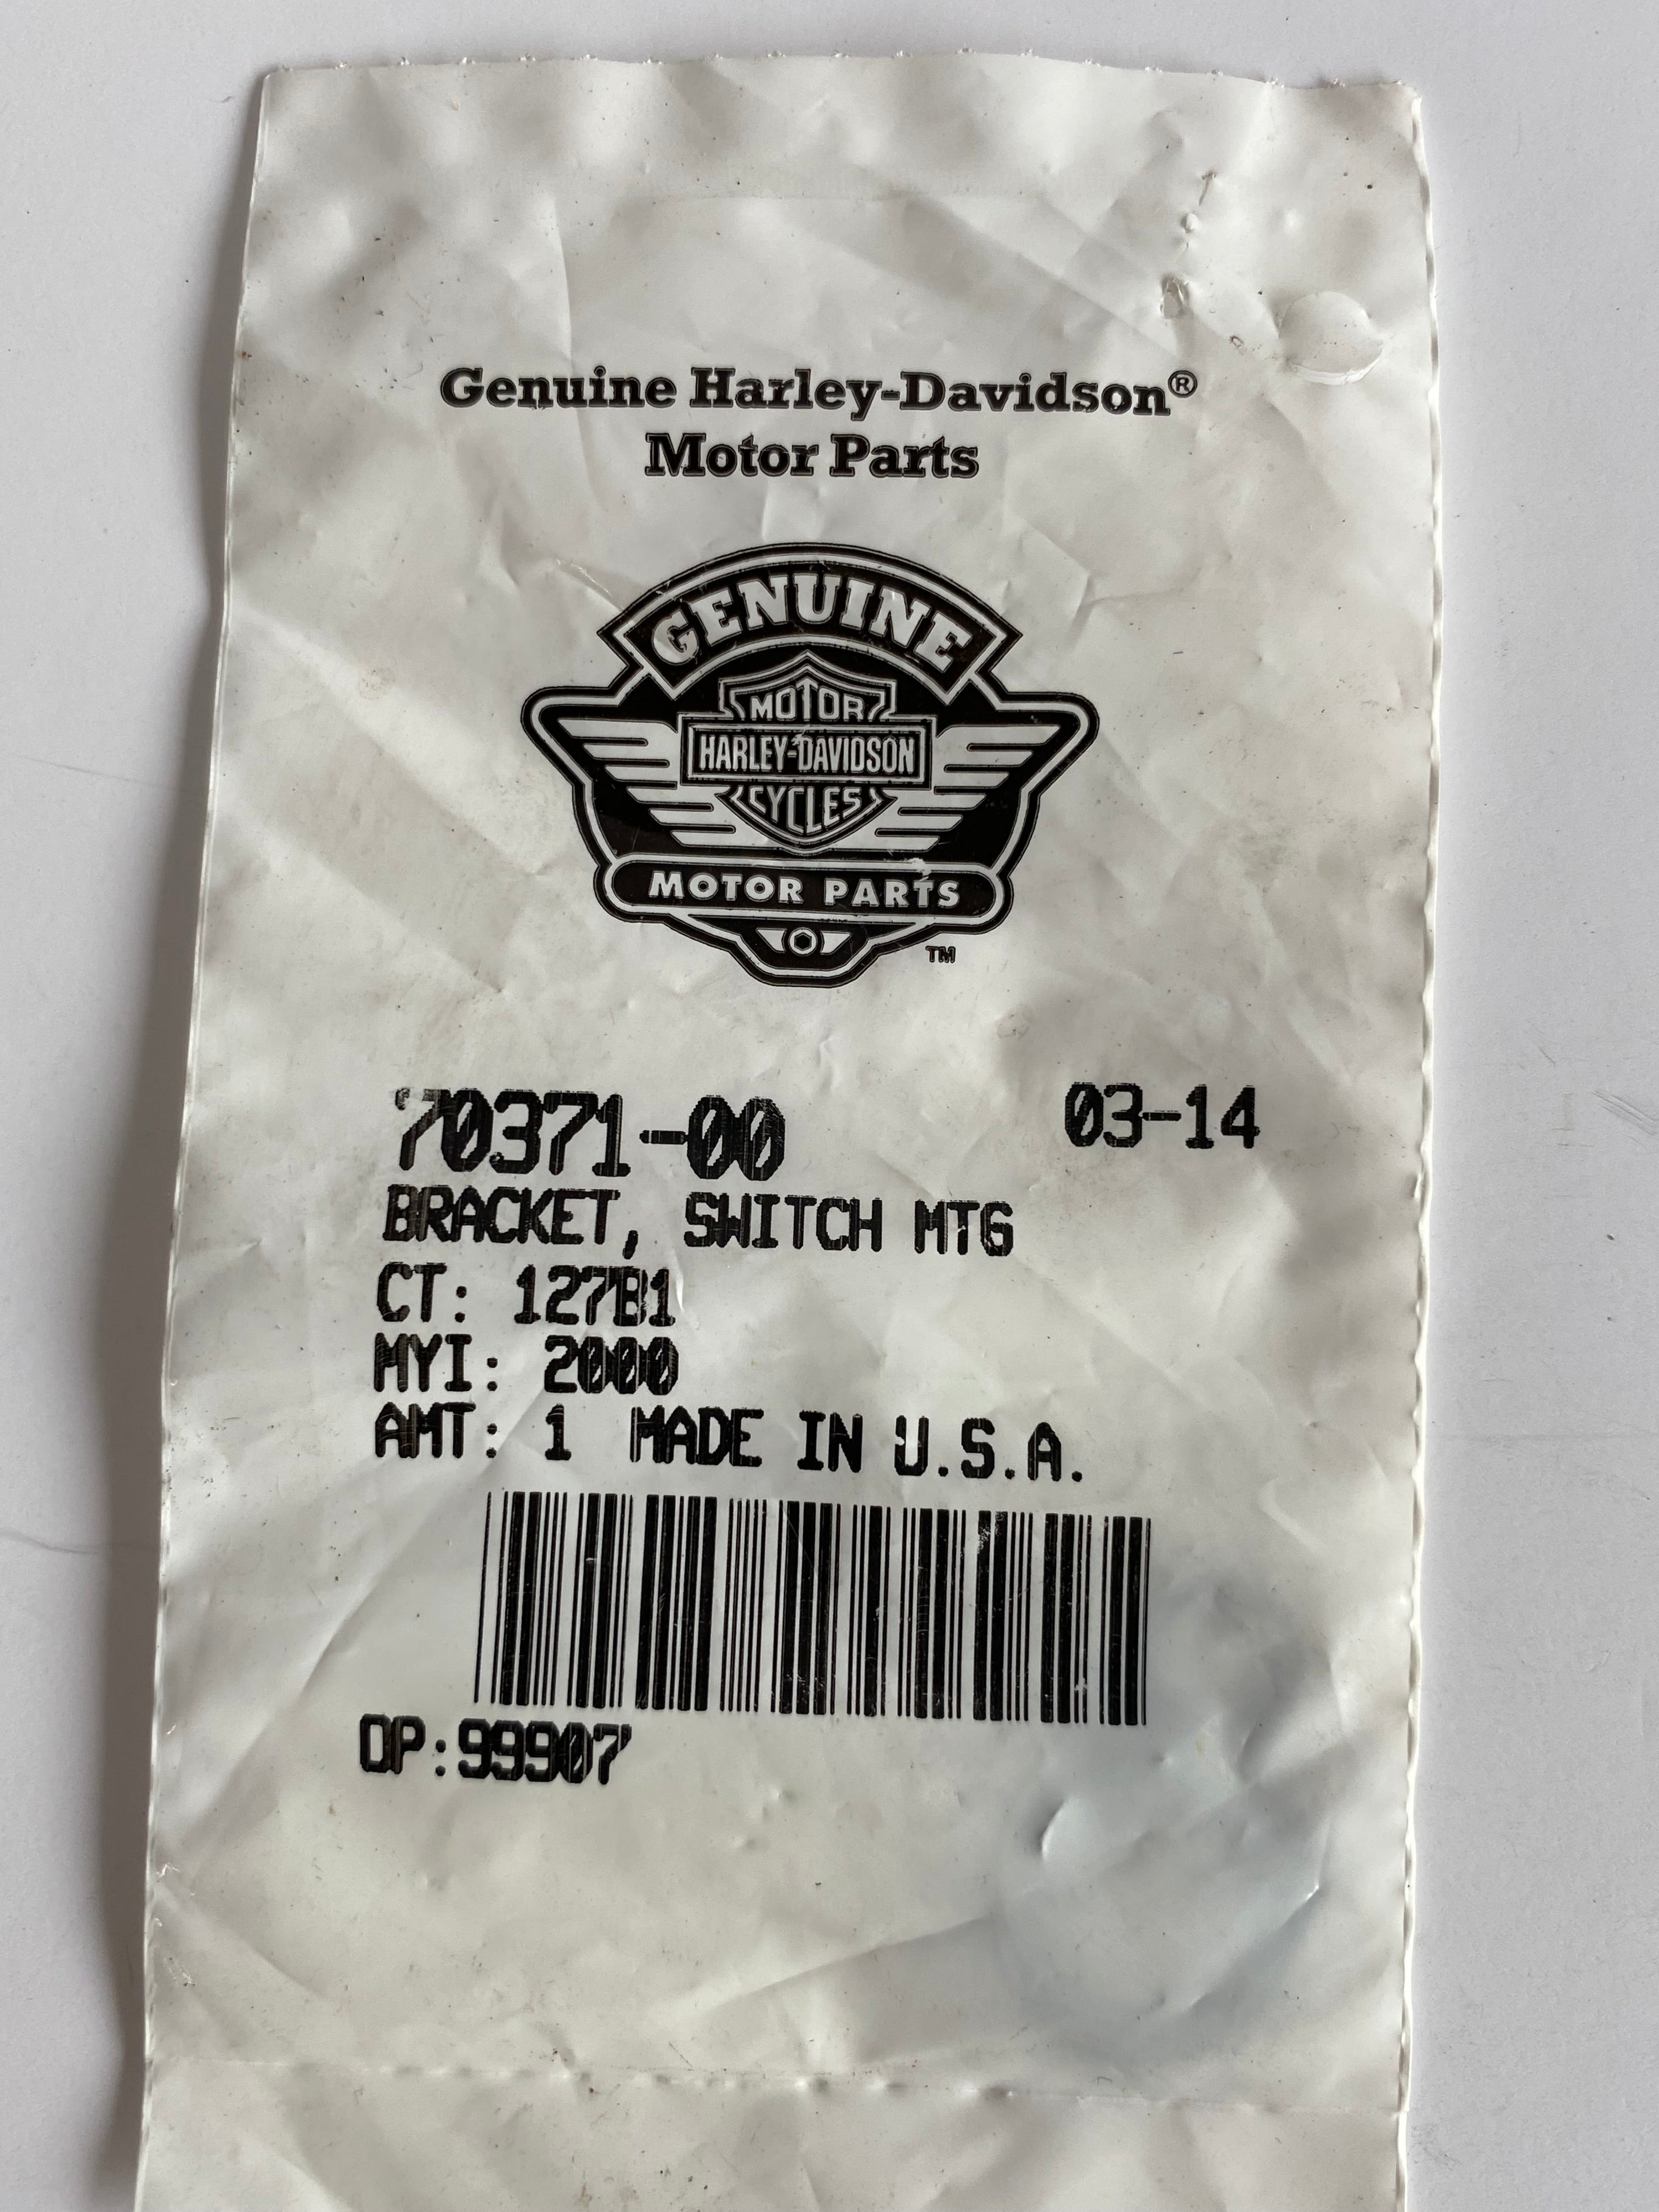 Genuine Harley-Davidson®
Motor Parts
GENUINE
MOTOR
HARLEY-DAVIDSON
CYCLES
MOTOR PARTS
TM
70371-00 03-14
BRACKET, SWITCH MTG
CT: 127B1
MYI: 2000
AMT: 1 MADE IN U.S.A.
OP:99907